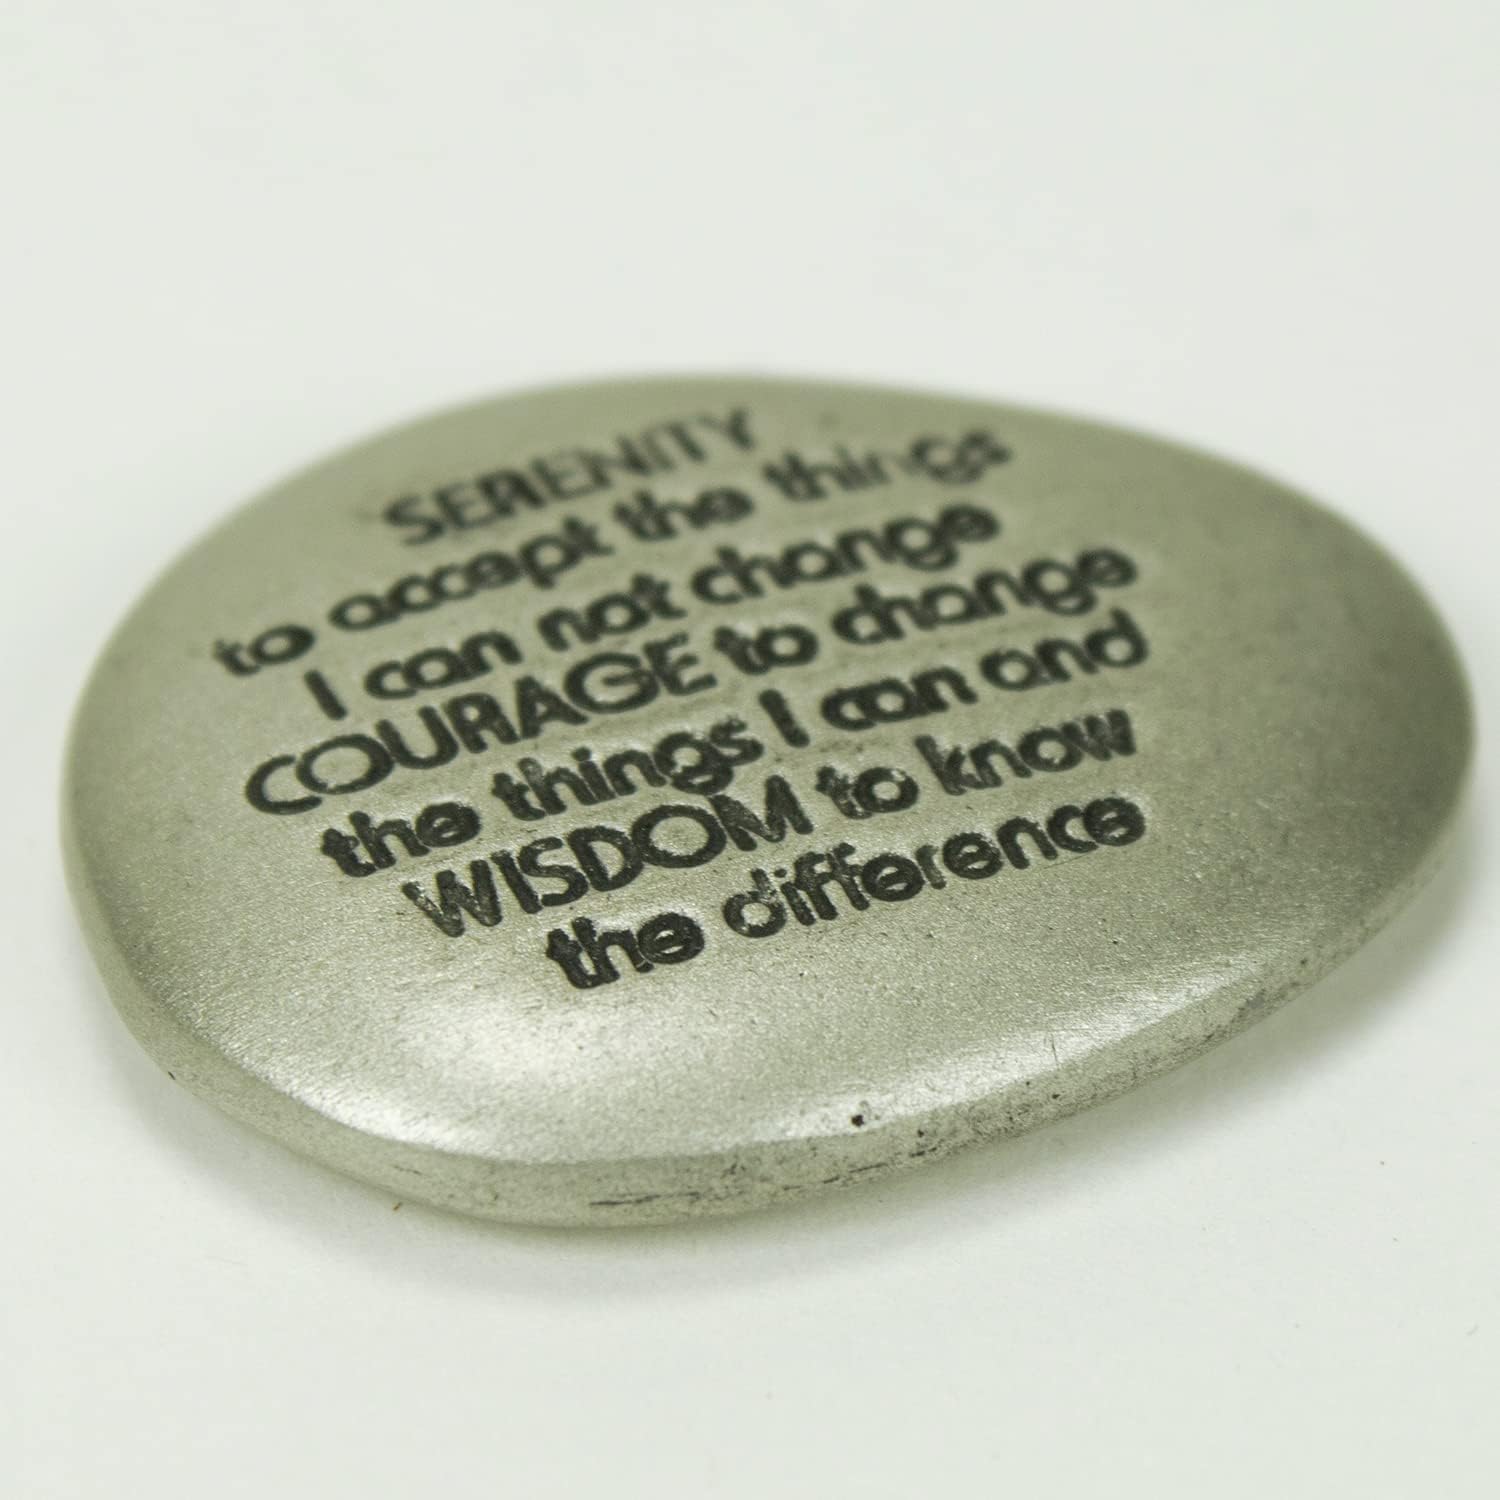 SERENITY
to accept the things
I can not change
COURAGE to change
the things I can and
WISDOM to know
the difference